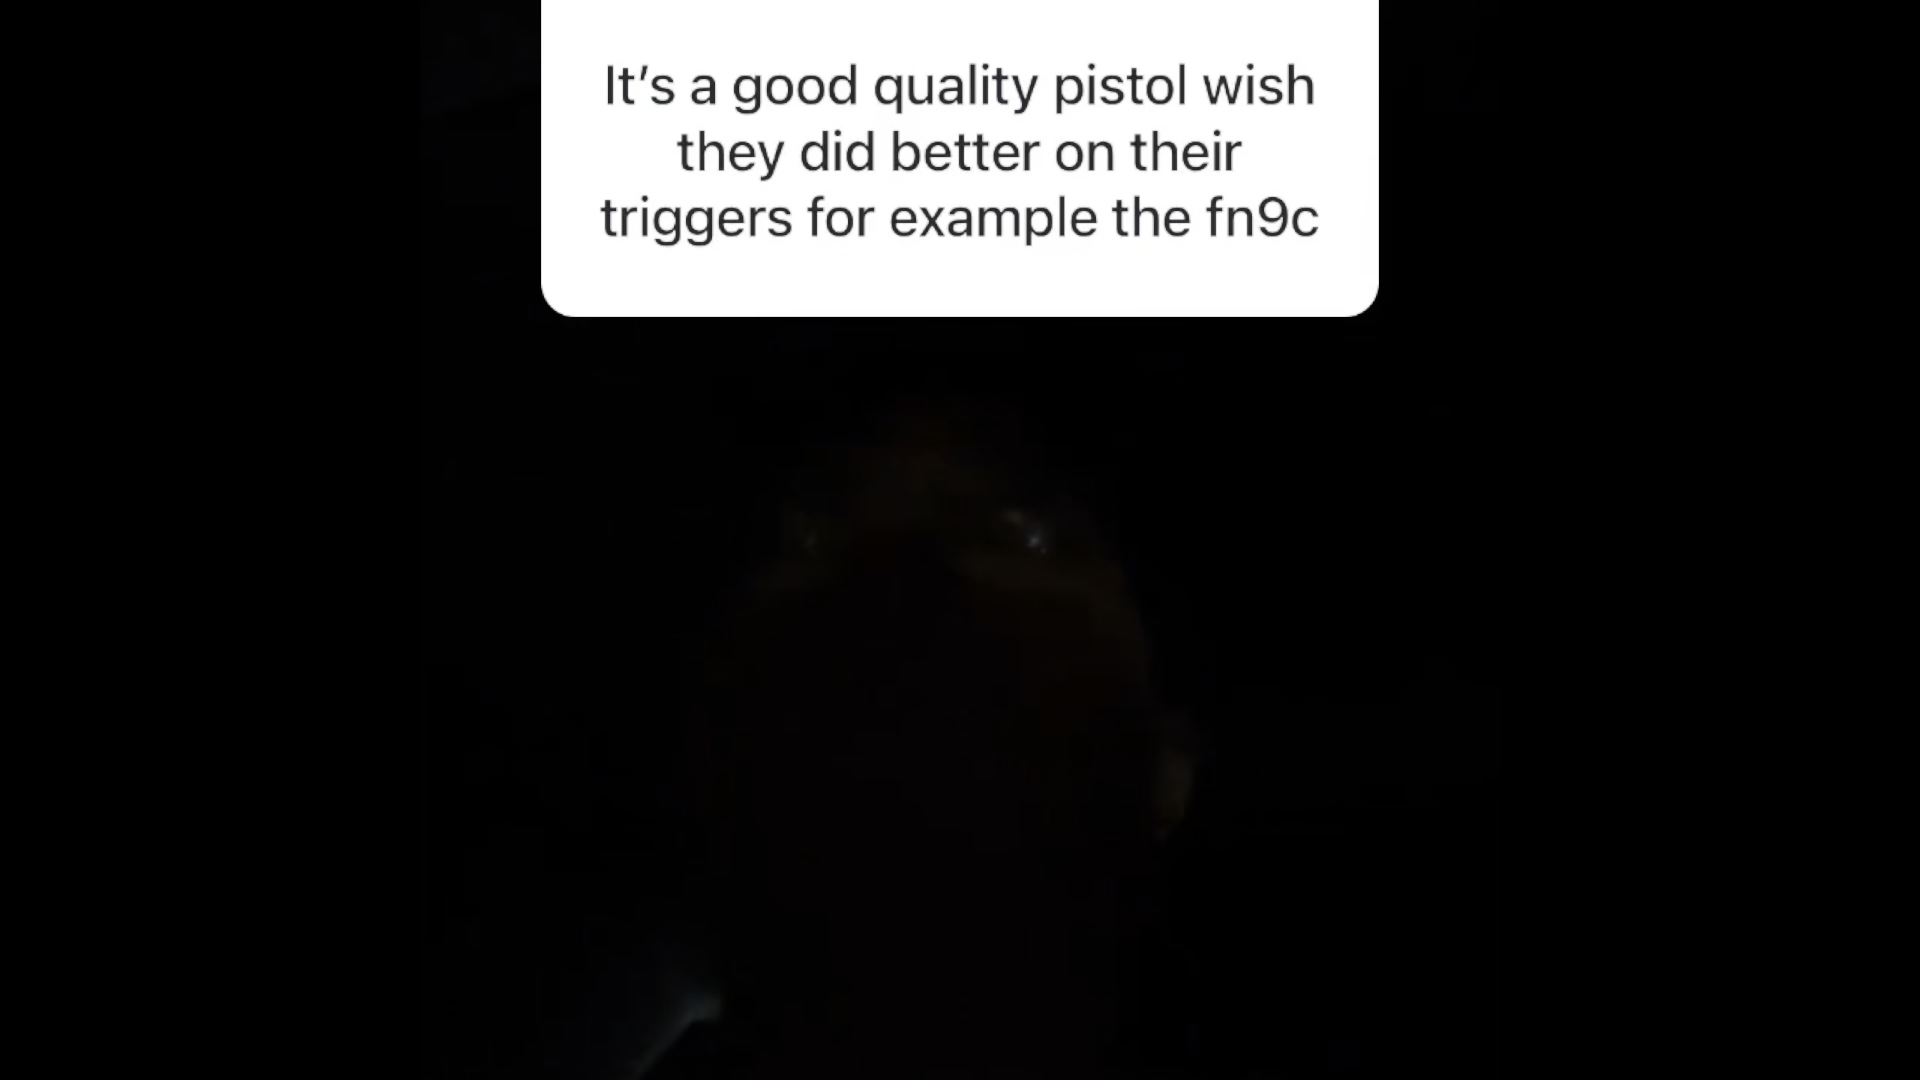 It’s a good quality pistol wish
they did better on their
triggers for example the fn9c